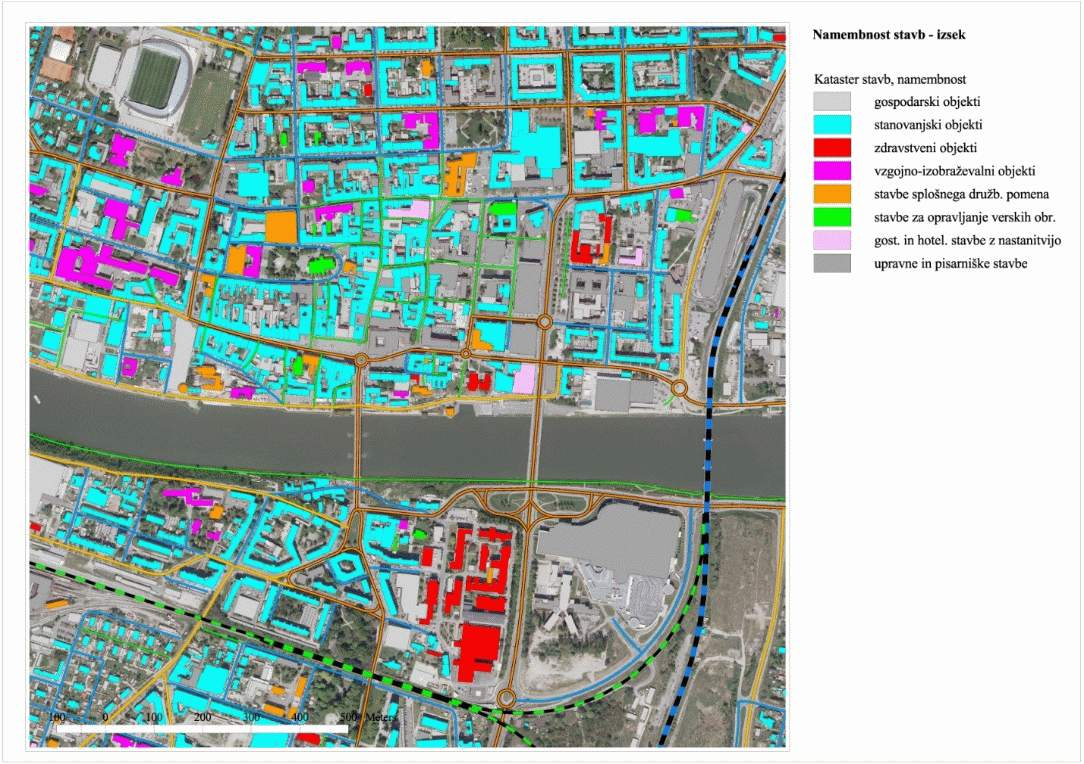 Namembnost stavb - izsek
Kataster stavb, namembnost
gospodarski objekti
stanovanjski objekti
zdravstveni objekti
vzgojno-izobraževalni objekti
stavbe splošnega družb. pomena
stavbe za opravljanje verskih obr.
gost. in hotel. stavbe z nastanitvijo
upravne in pisarniške stavbe
100 0 100 200 300 400 500 Meters